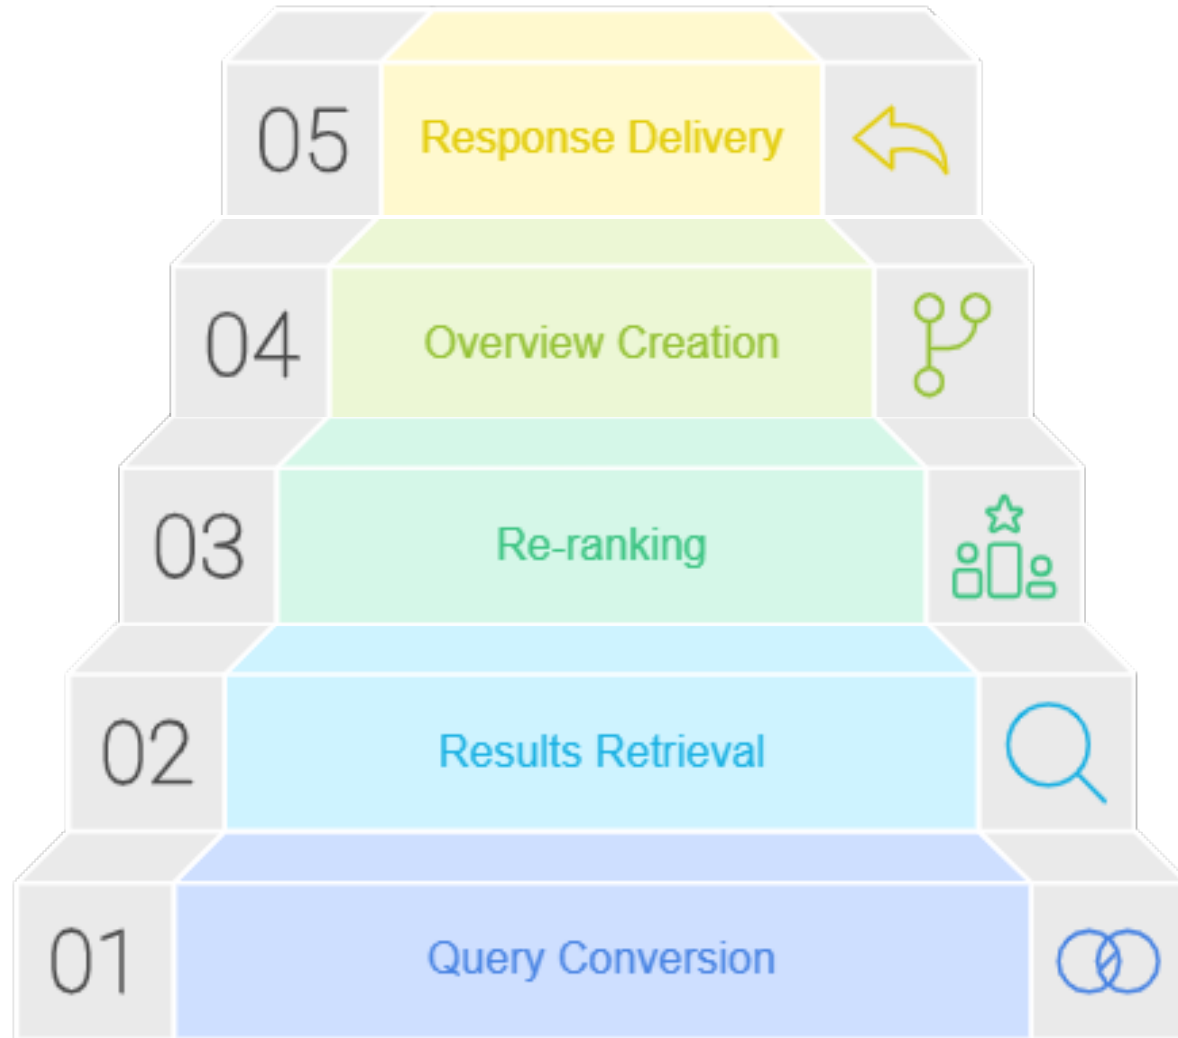 05
Response Delivery
04
Overview Creation
03
Re-ranking
02
Results Retrieval
01
Query Conversion